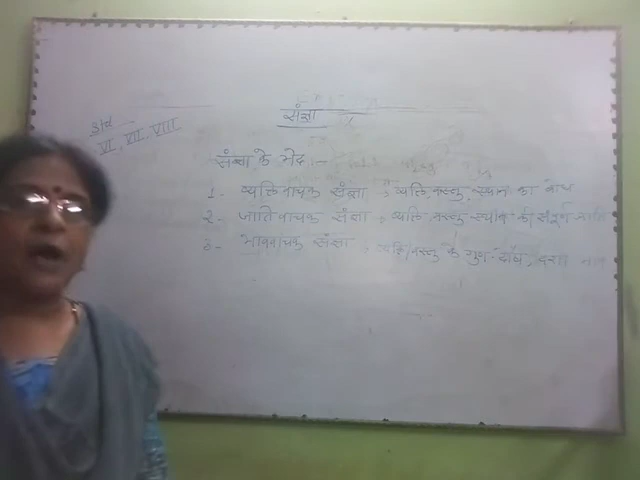 संज्ञा
Std
VI, VII, VIII
संज्ञा के भेद :-
1- व्यक्तिवाचक संज्ञा : व्यक्ति, वस्तु, स्थान का बोध
2- जातिवाचक संज्ञा : व्यक्ति, वस्तु स्थान की संपूर्ण जाति
3- भाववाचक संज्ञा : व्यक्ति/वस्तु के गुण-दोष, दशा